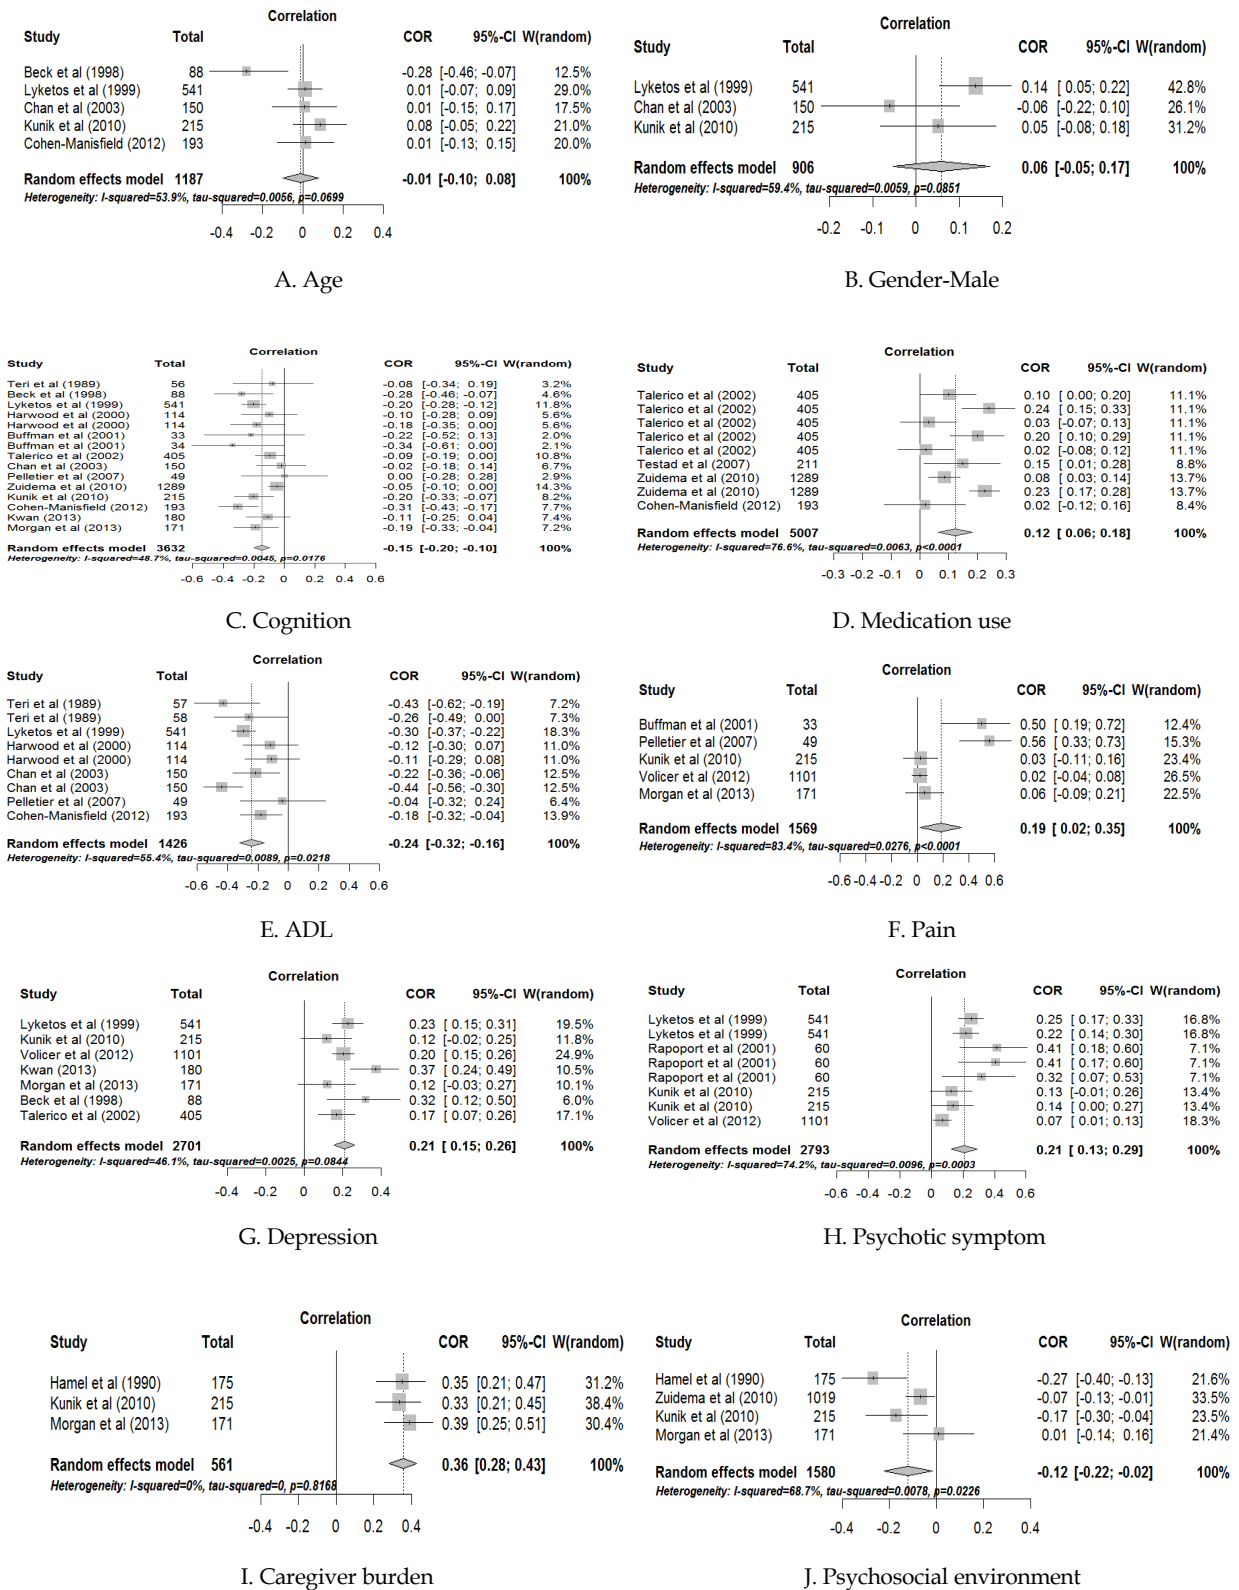 Correlation
Study Total COR 95%-CI W(random)
Beck et al (1998) 88 -0.28 [-0.46; -0.07] 12.5%
Lyketos et al (1999) 541 0.01 [-0.07; 0.09] 29.0%
Chan et al (2003) 150 0.01 [-0.15; 0.17] 17.5%
Kunik et al (2010) 215 0.08 [-0.05; 0.22] 21.0%
Cohen-Manisfield (2012) 193 0.01 [-0.13; 0.15] 20.0%
Random effects model 1187 -0.01 [-0.10; 0.08] 100%
Heterogeneity: I-squared=53.9%, tau-squared=0.0056, p=0.0699
-0.4 -0.2 0 0.2 0.4
A. Age
Correlation
Study Total COR 95%-CI W(random)
Lyketos et al (1999) 541 0.14 [ 0.05; 0.22] 42.8%
Chan et al (2003) 150 -0.06 [-0.22; 0.10] 26.1%
Kunik et al (2010) 215 0.05 [-0.08; 0.18] 31.2%
Random effects model 906 0.06 [-0.05; 0.17] 100%
Heterogeneity: I-squared=59.4%, tau-squared=0.0059, p=0.0851
-0.2 -0.1 0 0.1 0.2
B. Gender-Male
Correlation
Study Total COR 95%-CI W(random)
Teri et al (1989) 56 -0.08 [-0.34; 0.19] 3.2%
Beck et al (1998) 88 -0.28 [-0.46; -0.07] 4.6%
Lyketos et al (1999) 541 -0.20 [-0.28; -0.12] 11.8%
Harwood et al (2000) 114 -0.10 [-0.28; 0.09] 5.6%
Harwood et al (2000) 114 -0.18 [-0.35; 0.00] 5.6%
Buffman et al (2001) 33 -0.22 [-0.52; 0.13] 2.0%
Buffman et al (2001) 34 -0.34 [-0.61; 0.00] 2.1%
Talerico et al (2002) 405 -0.09 [-0.19; 0.00] 10.8%
Chan et al (2003) 150 -0.02 [-0.18; 0.14] 6.7%
Pelletier et al (2007) 49 0.00 [-0.28; 0.28] 2.9%
Zuidema et al (2010) 1289 -0.05 [-0.10; 0.00] 14.3%
Kunik et al (2010) 215 -0.20 [-0.33; -0.07] 8.2%
Cohen-Manisfield (2012) 193 -0.31 [-0.43; -0.17] 7.7%
Kwan (2013) 180 -0.11 [-0.25; 0.04] 7.4%
Morgan et al (2013) 171 -0.19 [-0.33; -0.04] 7.2%
Random effects model 3632 -0.15 [-0.20; -0.10] 100%
Heterogeneity: I-squared=48.7%, tau-squared=0.0045, p=0.0176
-0.6 -0.4 -0.2 0 0.2 0.4 0.6
C. Cognition
Correlation
Study Total COR 95%-CI W(random)
Talerico et al (2002) 405 0.10 [ 0.00; 0.20] 11.1%
Talerico et al (2002) 405 0.24 [ 0.15; 0.33] 11.1%
Talerico et al (2002) 405 0.03 [-0.07; 0.13] 11.1%
Talerico et al (2002) 405 0.20 [ 0.10; 0.29] 11.1%
Talerico et al (2002) 405 0.02 [-0.08; 0.12] 11.1%
Testad et al (2007) 211 0.15 [ 0.01; 0.28] 8.8%
Zuidema et al (2010) 1289 0.08 [ 0.03; 0.14] 13.7%
Zuidema et al (2010) 1289 0.23 [ 0.17; 0.28] 13.7%
Cohen-Manisfield (2012) 193 0.02 [-0.12; 0.16] 8.4%
Random effects model 5007 0.12 [ 0.06; 0.18] 100%
Heterogeneity: I-squared=76.6%, tau-squared=0.0063, p<0.0001
-0.3 -0.2 -0.1 0 0.1 0.2 0.3
D. Medication use
Correlation
Study Total COR 95%-CI W(random)
Teri et al (1989) 57 -0.43 [-0.62; -0.19] 7.2%
Teri et al (1989) 58 -0.26 [-0.49; 0.00] 7.3%
Lyketos et al (1999) 541 -0.30 [-0.37; -0.22] 18.3%
Harwood et al (2000) 114 -0.12 [-0.30; 0.07] 11.0%
Harwood et al (2000) 114 -0.11 [-0.29; 0.08] 11.0%
Chan et al (2003) 150 -0.22 [-0.36; -0.06] 12.5%
Chan et al (2003) 150 -0.44 [-0.56; -0.30] 12.5%
Pelletier et al (2007) 49 -0.04 [-0.32; 0.24] 6.4%
Cohen-Manisfield (2012) 193 -0.18 [-0.32; -0.04] 13.9%
Random effects model 1426 -0.24 [-0.32; -0.16] 100%
Heterogeneity: I-squared=55.4%, tau-squared=0.0089, p=0.0218
-0.6 -0.4 -0.2 0 0.2 0.4 0.6
E. ADL
Correlation
Study Total COR 95%-CI W(random)
Buffman et al (2001) 33 0.50 [ 0.19; 0.72] 12.4%
Pelletier et al (2007) 49 0.56 [ 0.33; 0.73] 15.3%
Kunik et al (2010) 215 0.03 [-0.11; 0.16] 23.4%
Volicer et al (2012) 1101 0.02 [-0.04; 0.08] 26.5%
Morgan et al (2013) 171 0.06 [-0.09; 0.21] 22.5%
Random effects model 1569 0.19 [ 0.02; 0.35] 100%
Heterogeneity: I-squared=83.4%, tau-squared=0.0276, p<0.0001
-0.6 -0.4 -0.2 0 0.2 0.4 0.6
F. Pain
Correlation
Study Total COR 95%-CI W(random)
Lyketos et al (1999) 541 0.23 [ 0.15; 0.31] 19.5%
Kunik et al (2010) 215 0.12 [-0.02; 0.25] 11.8%
Volicer et al (2012) 1101 0.20 [ 0.15; 0.26] 24.9%
Kwan (2013) 180 0.37 [ 0.24; 0.49] 10.5%
Morgan et al (2013) 171 0.12 [-0.03; 0.27] 10.1%
Beck et al (1998) 88 0.32 [ 0.12; 0.50] 6.0%
Talerico et al (2002) 405 0.17 [ 0.07; 0.26] 17.1%
Random effects model 2701 0.21 [ 0.15; 0.26] 100%
Heterogeneity: I-squared=46.1%, tau-squared=0.0025, p=0.0844
-0.4 -0.2 0 0.2 0.4
G. Depression
Correlation
Study Total COR 95%-CI W(random)
Lyketos et al (1999) 541 0.25 [ 0.17; 0.33] 16.8%
Lyketos et al (1999) 541 0.22 [ 0.14; 0.30] 16.8%
Rapoport et al (2001) 60 0.41 [ 0.18; 0.60] 7.1%
Rapoport et al (2001) 60 0.41 [ 0.17; 0.60] 7.1%
Rapoport et al (2001) 60 0.32 [ 0.07; 0.53] 7.1%
Kunik et al (2010) 215 0.13 [-0.01; 0.26] 13.4%
Kunik et al (2010) 215 0.14 [ 0.00; 0.27] 13.4%
Volicer et al (2012) 1101 0.07 [ 0.01; 0.13] 18.3%
Random effects model 2793 0.21 [ 0.13; 0.29] 100%
Heterogeneity: I-squared=74.2%, tau-squared=0.0096, p=0.0003
-0.6 -0.4 -0.2 0 0.2 0.4 0.6
H. Psychotic symptom
Correlation
Study Total COR 95%-CI W(random)
Hamel et al (1990) 175 0.35 [0.21; 0.47] 31.2%
Kunik et al (2010) 215 0.33 [0.21; 0.45] 38.4%
Morgan et al (2013) 171 0.39 [0.25; 0.51] 30.4%
Random effects model 561 0.36 [0.28; 0.43] 100%
Heterogeneity: I-squared=0%, tau-squared=0, p=0.8168
-0.4 -0.2 0 0.2 0.4
I. Caregiver burden
Correlation
Study Total COR 95%-CI W(random)
Hamel et al (1990) 175 -0.27 [-0.40; -0.13] 21.6%
Zuidema et al (2010) 1019 -0.07 [-0.13; -0.01] 33.5%
Kunik et al (2010) 215 -0.17 [-0.30; -0.04] 23.5%
Morgan et al (2013) 171 0.01 [-0.14; 0.16] 21.4%
Random effects model 1580 -0.12 [-0.22; -0.02] 100%
Heterogeneity: I-squared=68.7%, tau-squared=0.0078, p=0.0226
-0.4 -0.2 0 0.2 0.4
J. Psychosocial environment